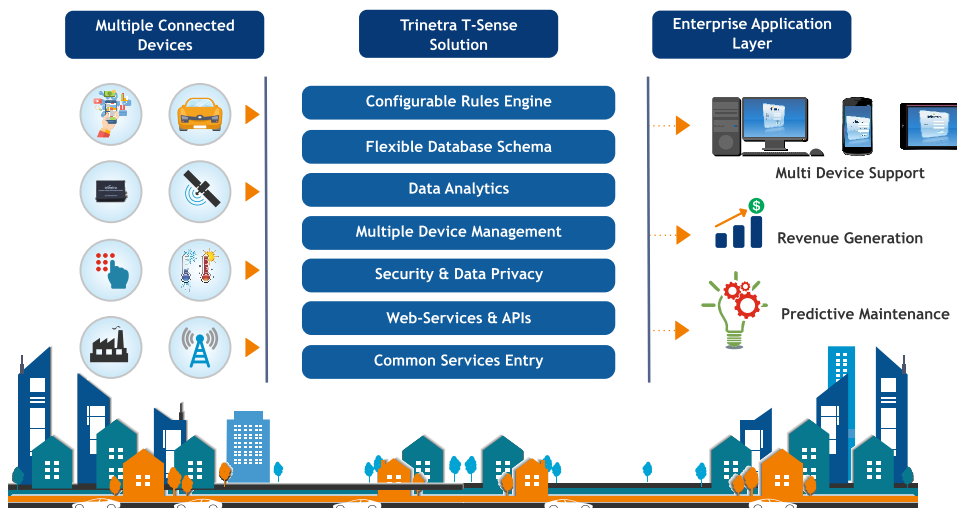 Multiple Connected
Devices
Trinetra T-Sense
Solution
Enterprise Application
Layer
Configurable Rules Engine
Flexible Database Schema
Data Analytics
Multiple Device Management
Security & Data Privacy
Web-Services & APIs
Common Services Entry
Multi Device Support
$
Revenue Generation
Predictive Maintenance